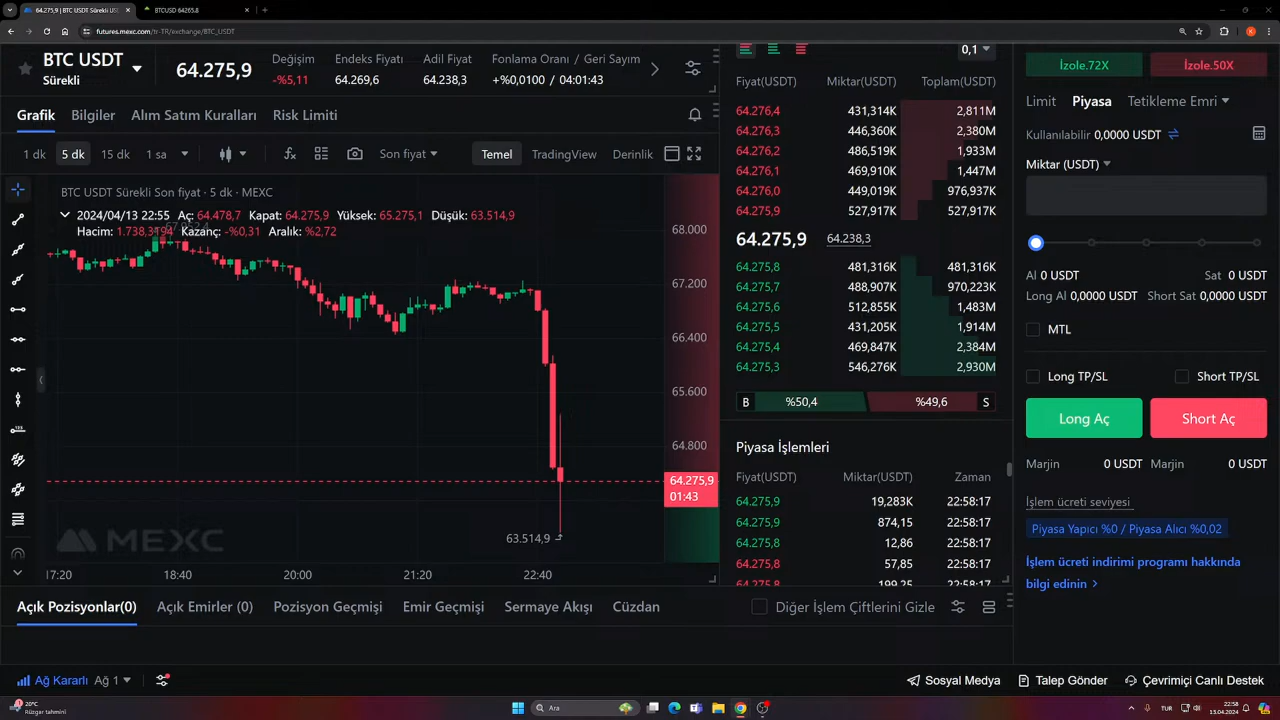 64.275,9 BTC USDT Sürekli US
BTCUSD 64265.8
futures.mexc.com/tr-TR/exchange/BTC_USDT
BTC USDT
Sürekli
64.275,9
Değişim
-%5,11
Endeks Fiyatı
64.269,6
Adil Fiyat
64.238,3
Fonlama Oranı / Geri Sayım
+%0,0100 / 04:01:43
Grafik Bilgiler Alım Satım Kuralları Risk Limiti
1 dk 5 dk 15 dk 1 sa Son fiyat Temel TradingView Derinlik
BTC USDT Sürekli Son fiyat · 5 dk · MEXC
2024/04/13 22:55 Aç: 64.478,7 Kapat: 64.275,9 Yüksek: 65.275,1 Düşük: 63.514,9
Hacim: 1.738,3194 Kazanç: -%0,31 Aralık: %2,72
68.000
67.200
66.400
65.600
64.800
64.275,9
01:43
63.514,9
MEXC
17:20 18:40 20:00 21:20 22:40
0,1
Fiyat(USDT) Miktar(USDT) Toplam(USDT)
64.276,4 431,314K 2,811M
64.276,3 446,360K 2,380M
64.276,2 486,519K 1,933M
64.276,1 469,910K 1,447M
64.276,0 449,019K 976,937K
64.275,9 527,917K 527,917K
64.275,9 64.238,3
64.275,8 481,316K 481,316K
64.275,7 488,907K 970,223K
64.275,6 512,855K 1,483M
64.275,5 431,205K 1,914M
64.275,4 469,847K 2,384M
64.275,3 546,276K 2,930M
B %50,4 %49,6 S
Piyasa İşlemleri
Fiyat(USDT) Miktar(USDT) Zaman
64.275,9 19,283K 22:58:17
64.275,9 874,15 22:58:17
64.275,8 12,86 22:58:17
64.275,8 57,85 22:58:17
64.275,8 199,25 22:58:17
İzole.72X İzole.50X
Limit Piyasa Tetikleme Emri
Kullanılabilir 0,0000 USDT
Miktar (USDT)
Al 0 USDT Sat 0 USDT
Long Al 0,0000 USDT Short Sat 0,0000 USDT
MTL
Long TP/SL Short TP/SL
Long Aç Short Aç
Marjin 0 USDT Marjin 0 USDT
İşlem ücreti seviyesi
Piyasa Yapıcı %0 / Piyasa Alıcı %0,02
İşlem ücreti indirimi programı hakkında
bilgi edinin
Açık Pozisyonlar(0) Açık Emirler (0) Pozisyon Geçmişi Emir Geçmişi Sermaye Akışı Cüzdan Diğer İşlem Çiftlerini Gizle
Ağ Kararlı Ağ 1 Sosyal Medya Talep Gönder Çevrimiçi Canlı Destek
20°C
Rüzgar tahmini
Ara
TUR
22:58
13.04.2024